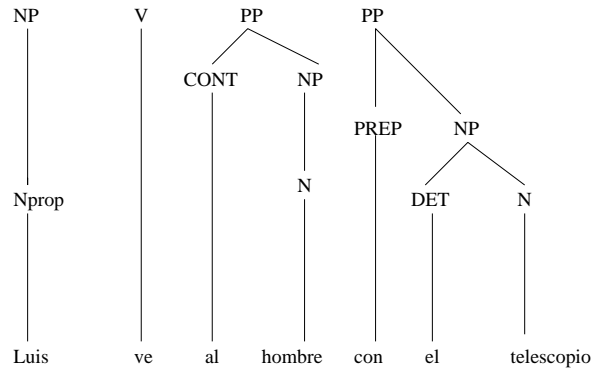 NP V PP PP
CONT NP
PREP NP
N
Nprop DET N
Luis ve al hombre con el telescopio